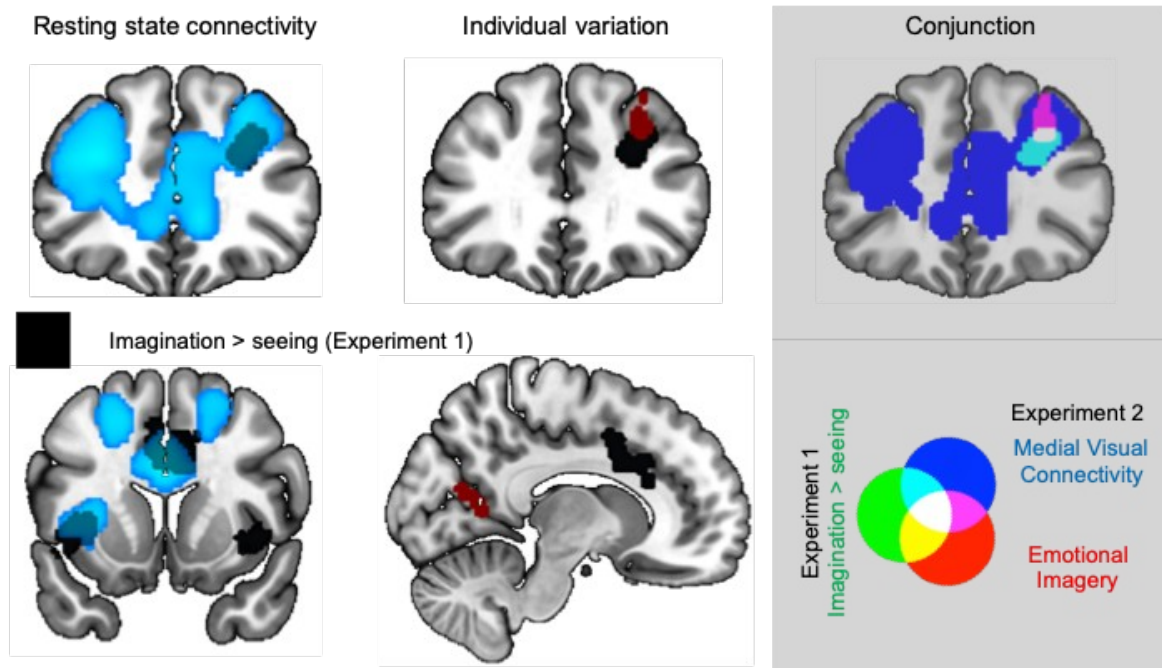 Resting state connectivity
Individual variation
Conjunction
Imagination > seeing (Experiment 1)
Experiment 1
Imagination > seeing
Experiment 2
Medial Visual
Connectivity
Emotional
Imagery